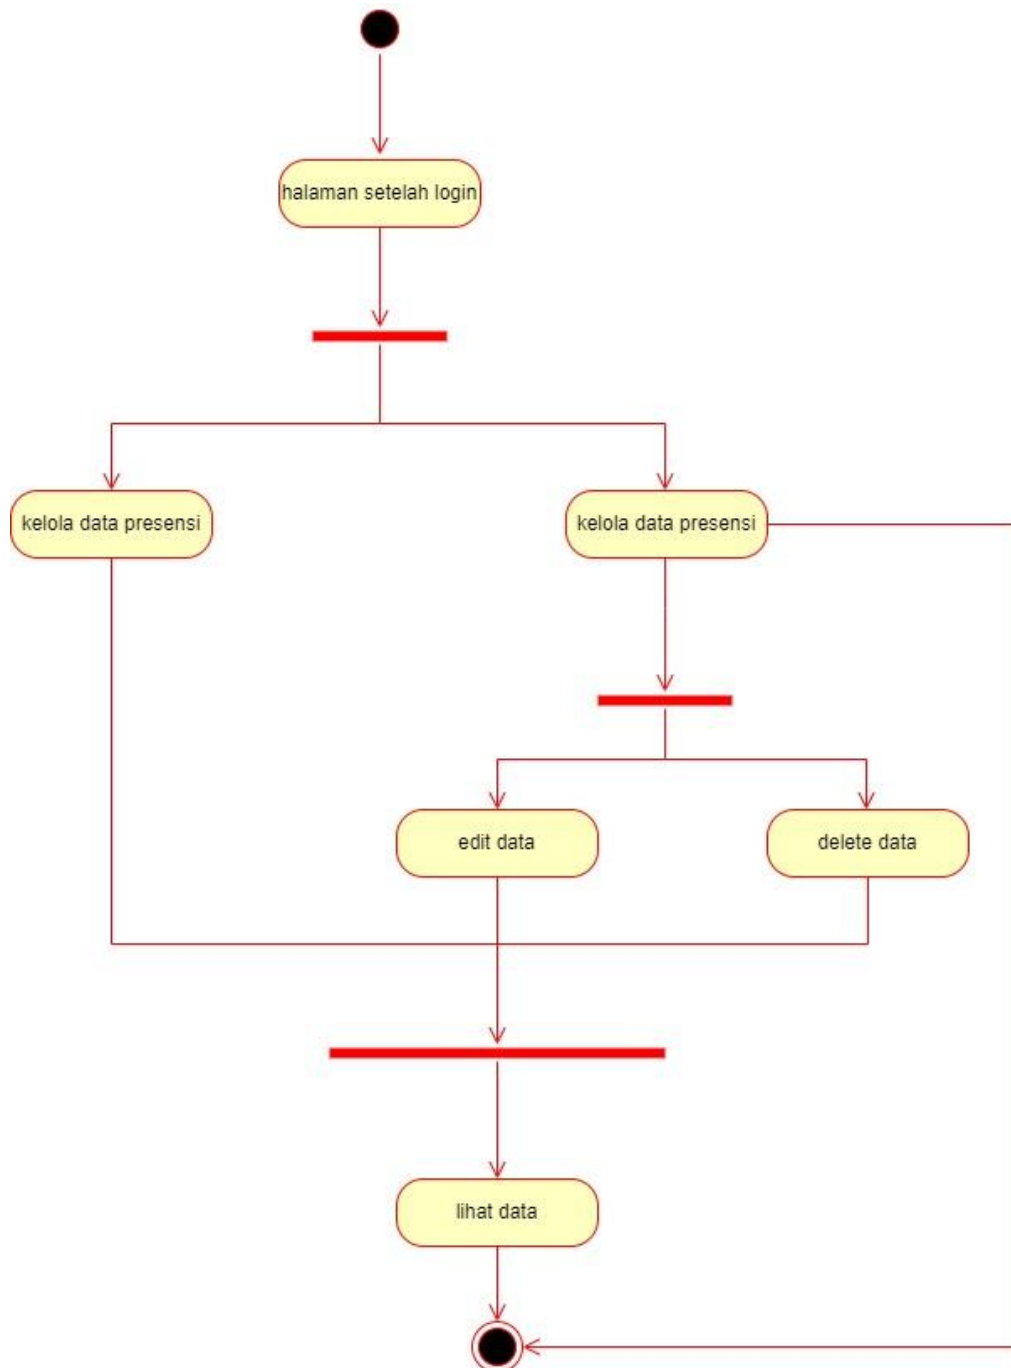 halaman setelah login
kelola data presensi
kelola data presensi
edit data
delete data
lihat data